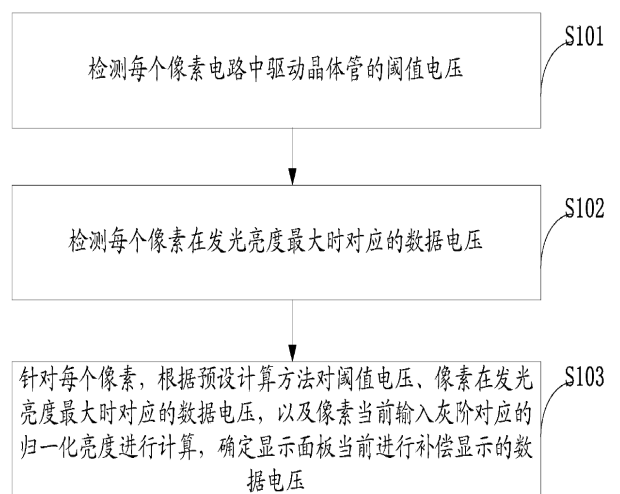 S101
检测每个像素电路中驱动晶体管的阈值电压
S102
检测每个像素在发光亮度最大时对应的数据电压
S103
针对每个像素，根据预设计算方法对阈值电压、像素在发光
亮度最大时对应的数据电压，以及像素当前输入灰阶对应的
归一化亮度进行计算，确定显示面板当前进行补偿显示的数
据电压